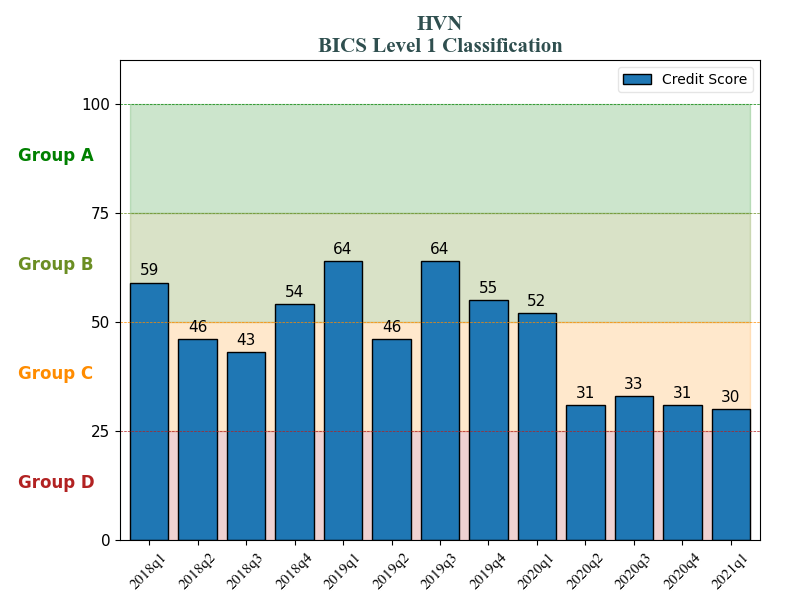 HVN
BICS Level 1 Classification
Credit Score
100
Group A
75
Group B
50
Group C
25
Group D
0
59
46
43
54
64
46
64
55
52
31
33
31
30
2018q1
2018q2
2018q3
2018q4
2019q1
2019q2
2019q3
2019q4
2020q1
2020q2
2020q3
2020q4
2021q1